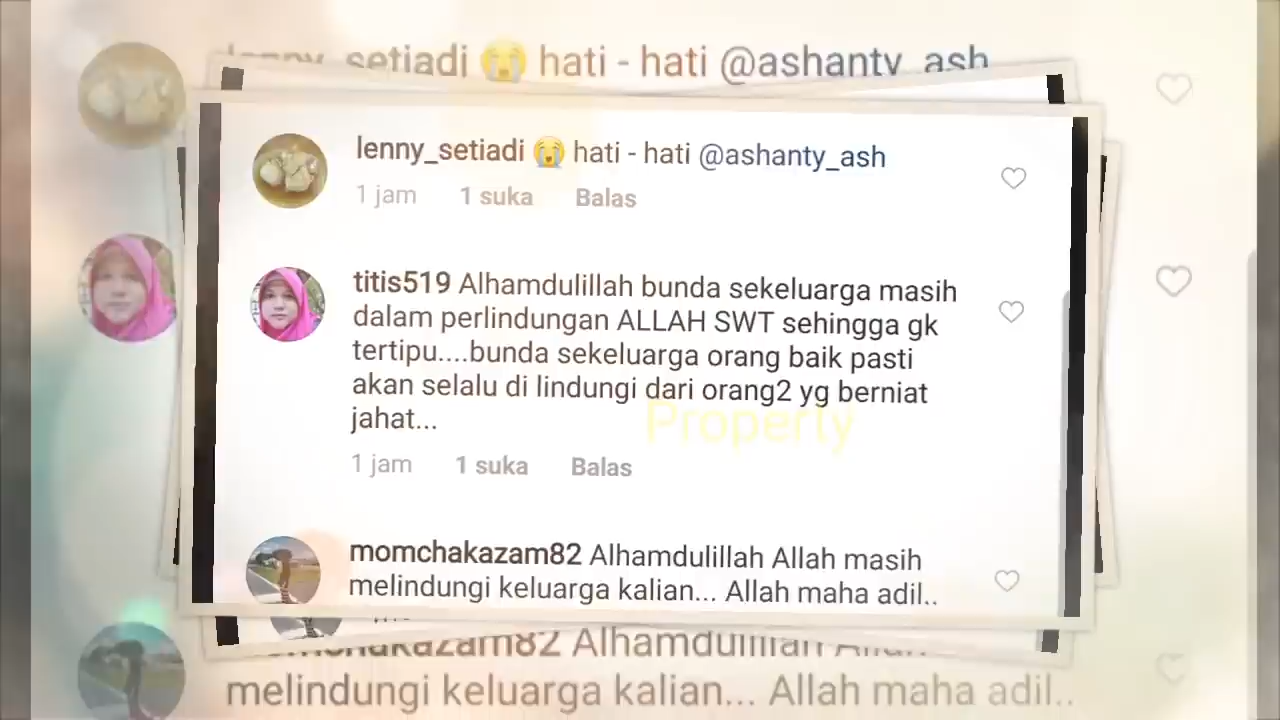 lenny_setiadi 😭 hati - hati @ashanty_ash
lenny_setiadi 😭 hati - hati @ashanty_ash
1 jam 1 suka Balas
titis519 Alhamdulillah bunda sekeluarga masih
dalam perlindungan ALLAH SWT sehingga gk
tertipu....bunda sekeluarga orang baik pasti
akan selalu di lindungi dari orang2 yg berniat
jahat...
Property
1 jam 1 suka Balas
momchakazam82 Alhamdulillah Allah masih
melindungi keluarga kalian... Allah maha adil..
momchakazam82 Alhamdulillah Allah
melindungi keluarga kalian... Allah maha adil..